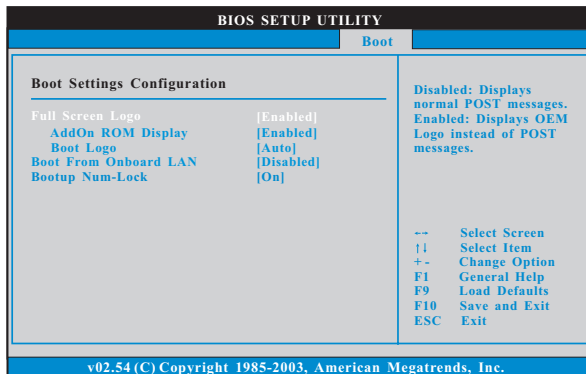 BIOS SETUP UTILITY
Boot
Boot Settings Configuration
Full Screen Logo [Enabled]
AddOn ROM Display [Enabled]
Boot Logo [Auto]
Boot From Onboard LAN [Disabled]
Bootup Num-Lock [On]
Disabled: Displays
normal POST messages.
Enabled: Displays OEM
Logo instead of POST
messages.
←→ Select Screen
↑↓ Select Item
+ - Change Option
F1 General Help
F9 Load Defaults
F10 Save and Exit
ESC Exit
v02.54 (C) Copyright 1985-2003, American Megatrends, Inc.